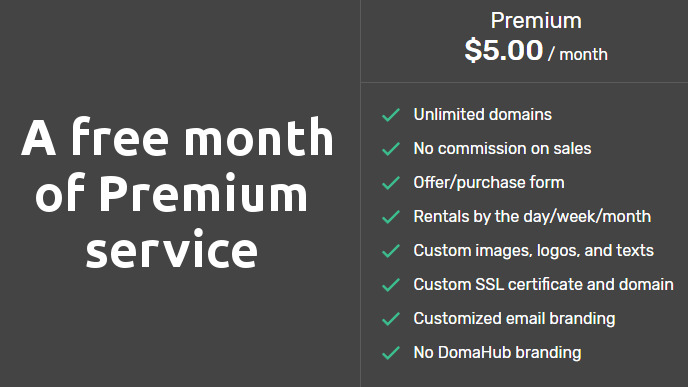 A free month
of Premium
service
Premium
$5.00 / month
Unlimited domains
No commission on sales
Offer/purchase form
Rentals by the day/week/month
Custom images, logos, and texts
Custom SSL certificate and domain
Customized email branding
No DomaHub branding